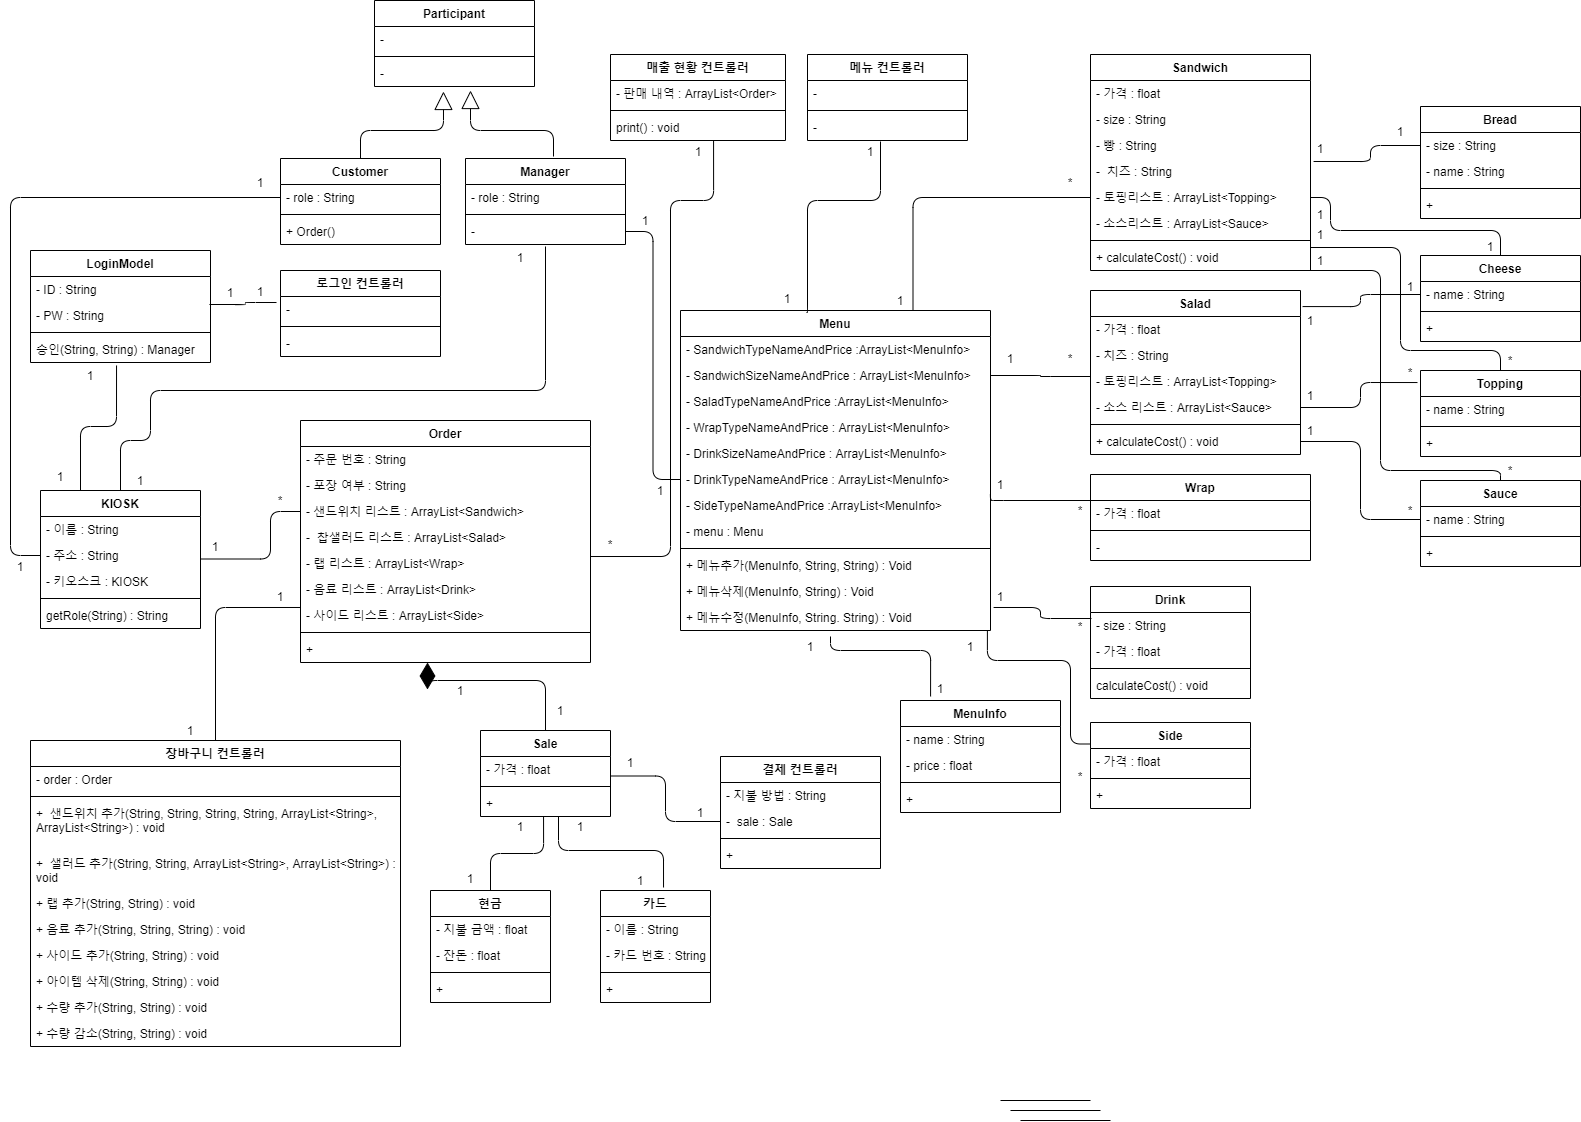 Participant
-
-
Customer
- role : String
+ Order()
Manager
- role : String
-
매출 현황 컨트롤러
- 판매 내역 : ArrayList<Order>
print() : void
메뉴 컨트롤러
-
-
Sandwich
- 가격 : float
- size : String
- 빵 : String
- 치즈 : String
- 토핑리스트 : ArrayList<Topping>
- 소스리스트 : ArrayList<Sauce>
+ calculateCost() : void
Bread
- size : String
- name : String
+
Cheese
- name : String
+
Topping
- name : String
+
Sauce
- name : String
+
LoginModel
- ID : String
- PW : String
승인(String, String) : Manager
로그인 컨트롤러
-
-
Salad
- 가격 : float
- 치즈 : String
- 토핑리스트 : ArrayList<Topping>
- 소스 리스트 : ArrayList<Sauce>
+ calculateCost() : void
Menu
- SandwichTypeNameAndPrice :ArrayList<MenuInfo>
- SandwichSizeNameAndPrice : ArrayList<MenuInfo>
- SaladTypeNameAndPrice :ArrayList<MenuInfo>
- WrapTypeNameAndPrice : ArrayList<MenuInfo>
- DrinkSizeNameAndPrice : ArrayList<MenuInfo>
- DrinkTypeNameAndPrice : ArrayList<MenuInfo>
- SideTypeNameAndPrice :ArrayList<MenuInfo>
- menu : Menu
+ 메뉴추가(MenuInfo, String, String) : Void
+ 메뉴삭제(MenuInfo, String) : Void
+ 메뉴수정(MenuInfo, String. String) : Void
Wrap
- 가격 : float
-
Drink
- size : String
- 가격 : float
calculateCost() : void
Side
- 가격 : float
+
MenuInfo
- name : String
- price : float
+
KIOSK
- 이름 : String
- 주소 : String
- 키오스크 : KIOSK
getRole(String) : String
Order
- 주문 번호 : String
- 포장 여부 : String
- 샌드위치 리스트 : ArrayList<Sandwich>
- 찹샐러드 리스트 : ArrayList<Salad>
- 랩 리스트 : ArrayList<Wrap>
- 음료 리스트 : ArrayList<Drink>
- 사이드 리스트 : ArrayList<Side>
+
장바구니 컨트롤러
- order : Order
+ 샌드위치 추가(String, String, String, String, ArrayList<String>,
ArrayList<String>) : void
+ 샐러드 추가(String, String, ArrayList<String>, ArrayList<String>) :
void
+ 랩 추가(String, String) : void
+ 음료 추가(String, String, String) : void
+ 사이드 추가(String, String) : void
+ 아이템 삭제(String, String) : void
+ 수량 추가(String, String) : void
+ 수량 감소(String, String) : void
Sale
- 가격 : float
+
결제 컨트롤러
- 지불 방법 : String
- sale : Sale
+
현금
- 지불 금액 : float
- 잔돈 : float
+
카드
- 이름 : String
- 카드 번호 : String
+
1
1
1
1
1
1
1
1
1
1
1
1
*
1
*
1
1
1
*
1
1
1
1
*
1
*
1
*
1
*
1
*
1
1
1
1
1
1
1
1
1
1
1
1
1
1
*
1
*
1
1
*
1
*